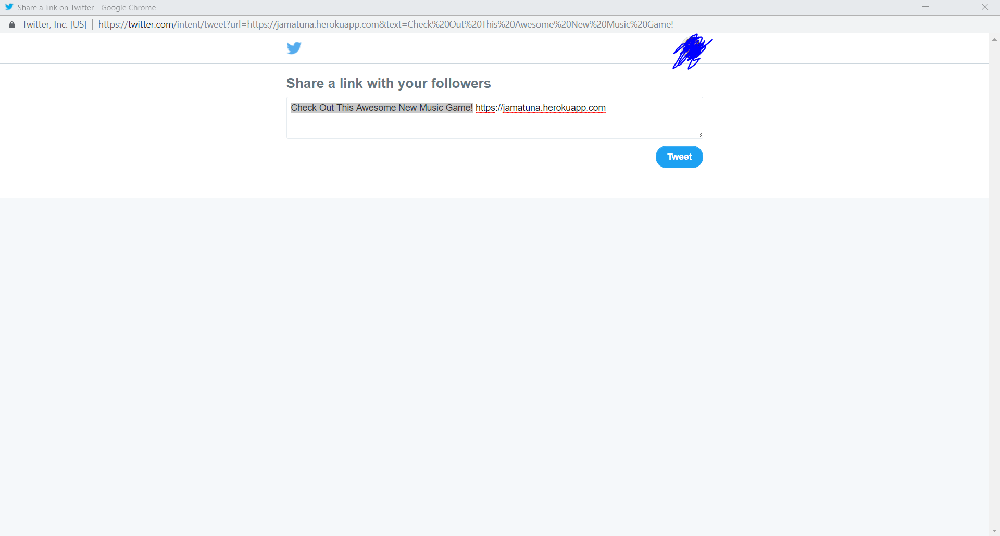 Share a link on Twitter - Google Chrome
Twitter, Inc. [US] | https://twitter.com/intent/tweet?url=https://jamatuna.herokuapp.com&text=Check%20Out%20This%20Awesome%20New%20Music%20Game!
Share a link with your followers
Check Out This Awesome New Music Game! https://jamatuna.herokuapp.com
Tweet